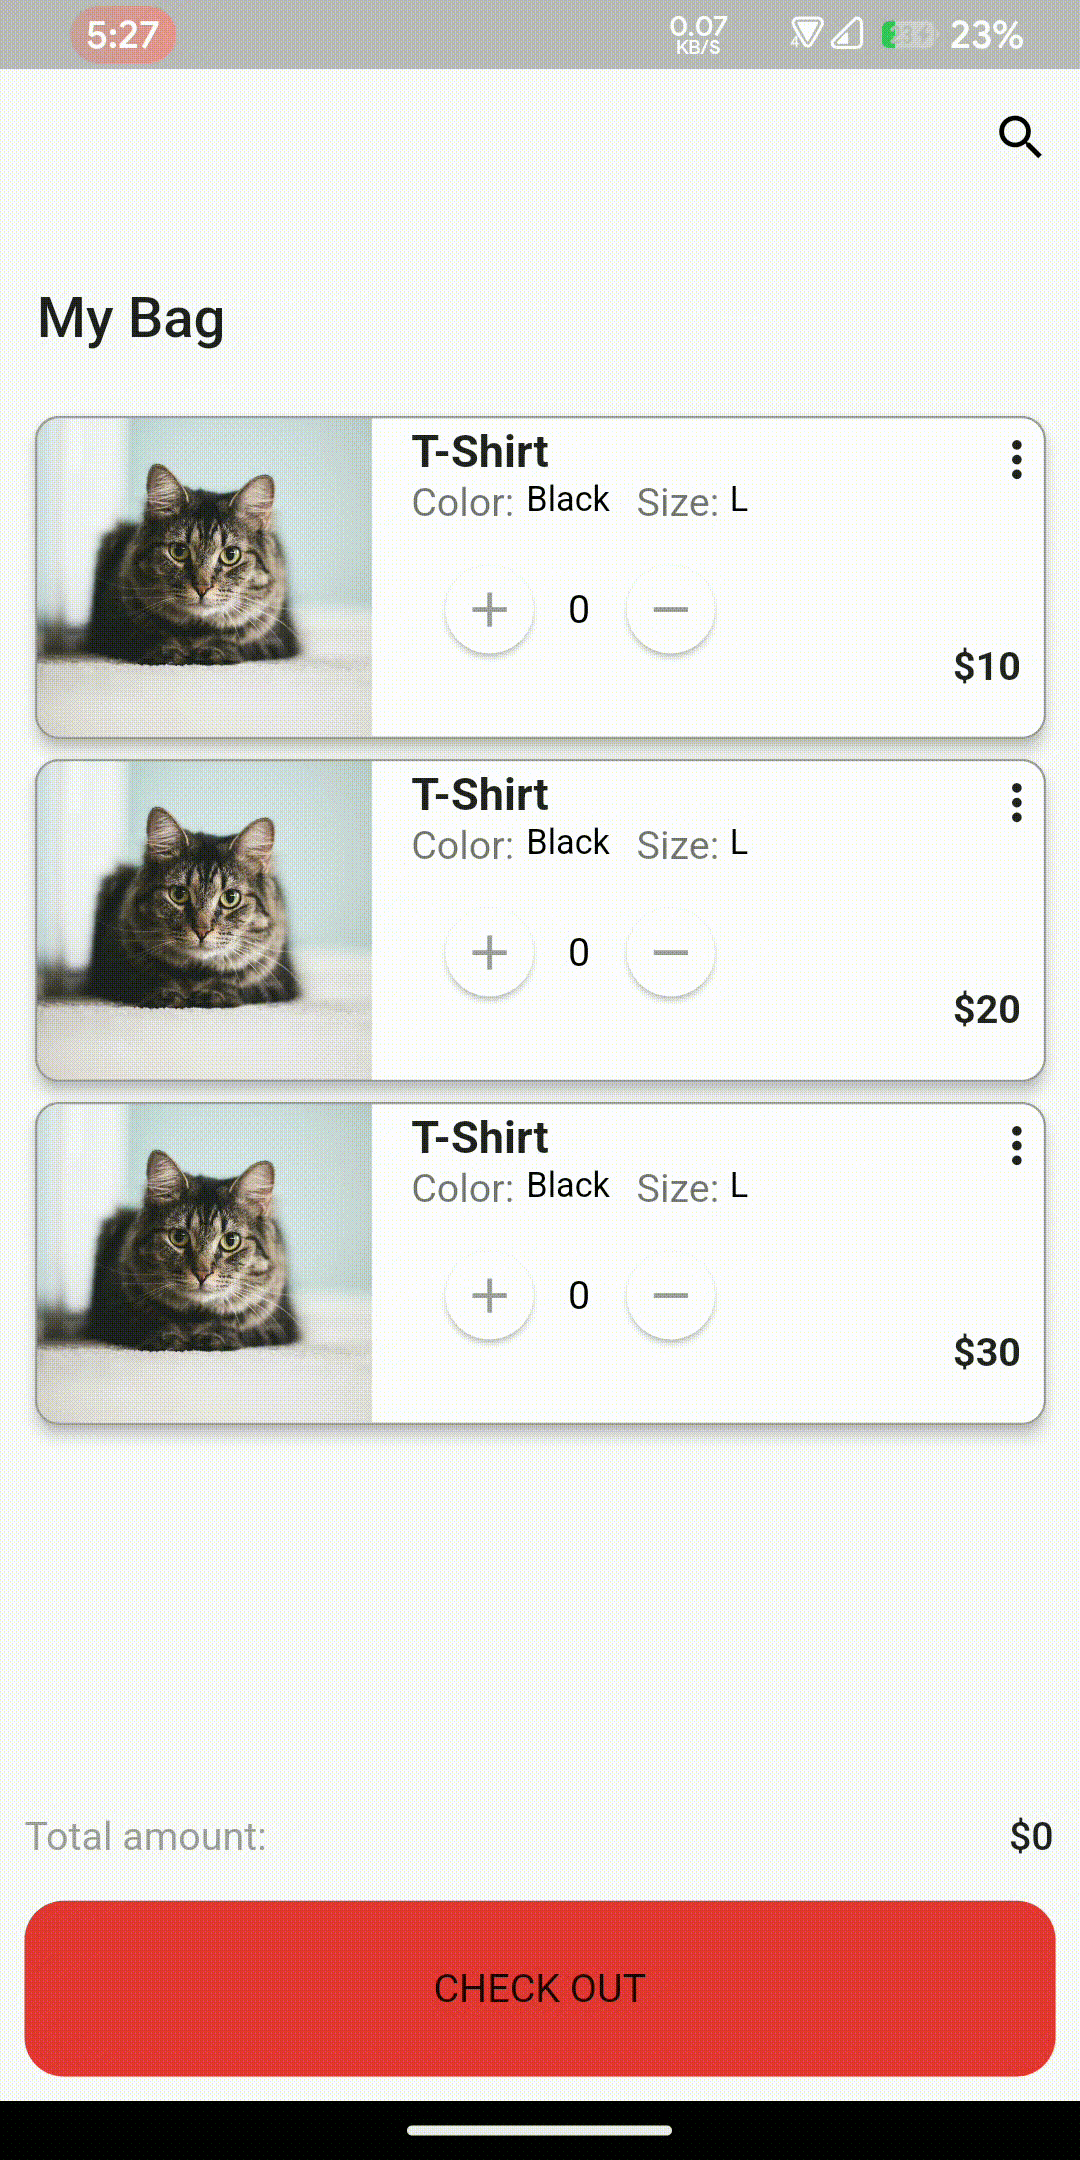 5:27 0.07 KB/S 23%
My Bag
T-Shirt
Color: Black Size: L
0
$10
T-Shirt
Color: Black Size: L
0
$20
T-Shirt
Color: Black Size: L
0
$30
Total amount: $0
CHECK OUT